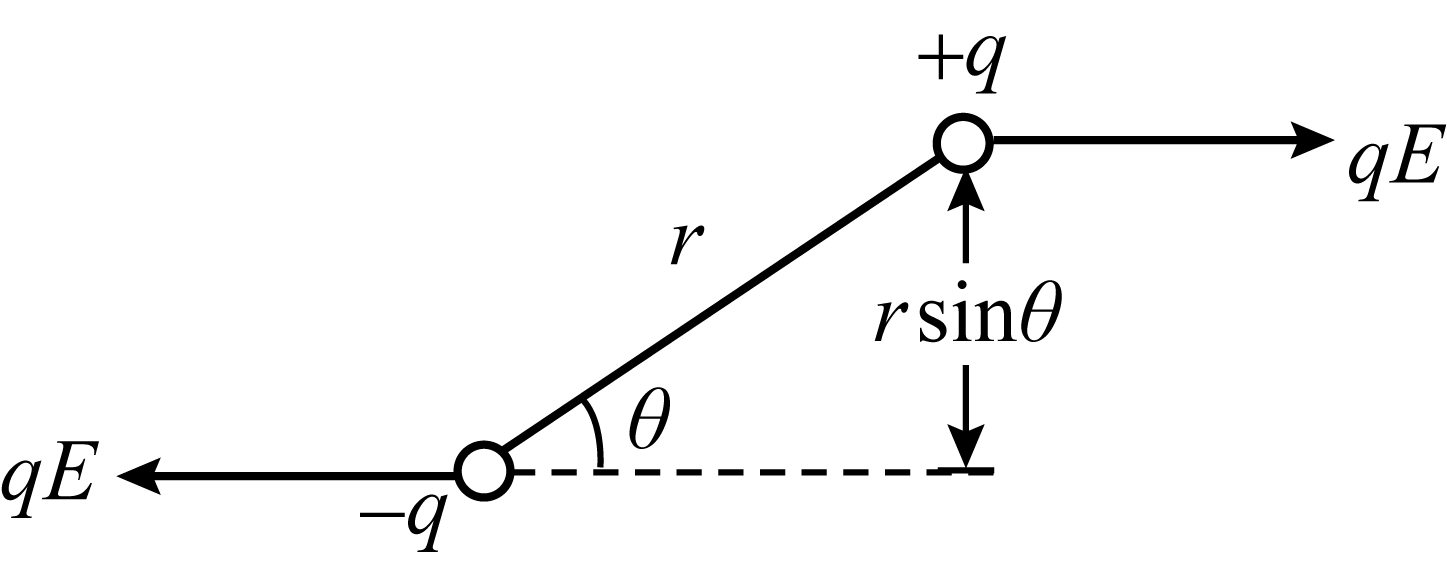 +q
qE
r
r sinθ
θ
qE
−q